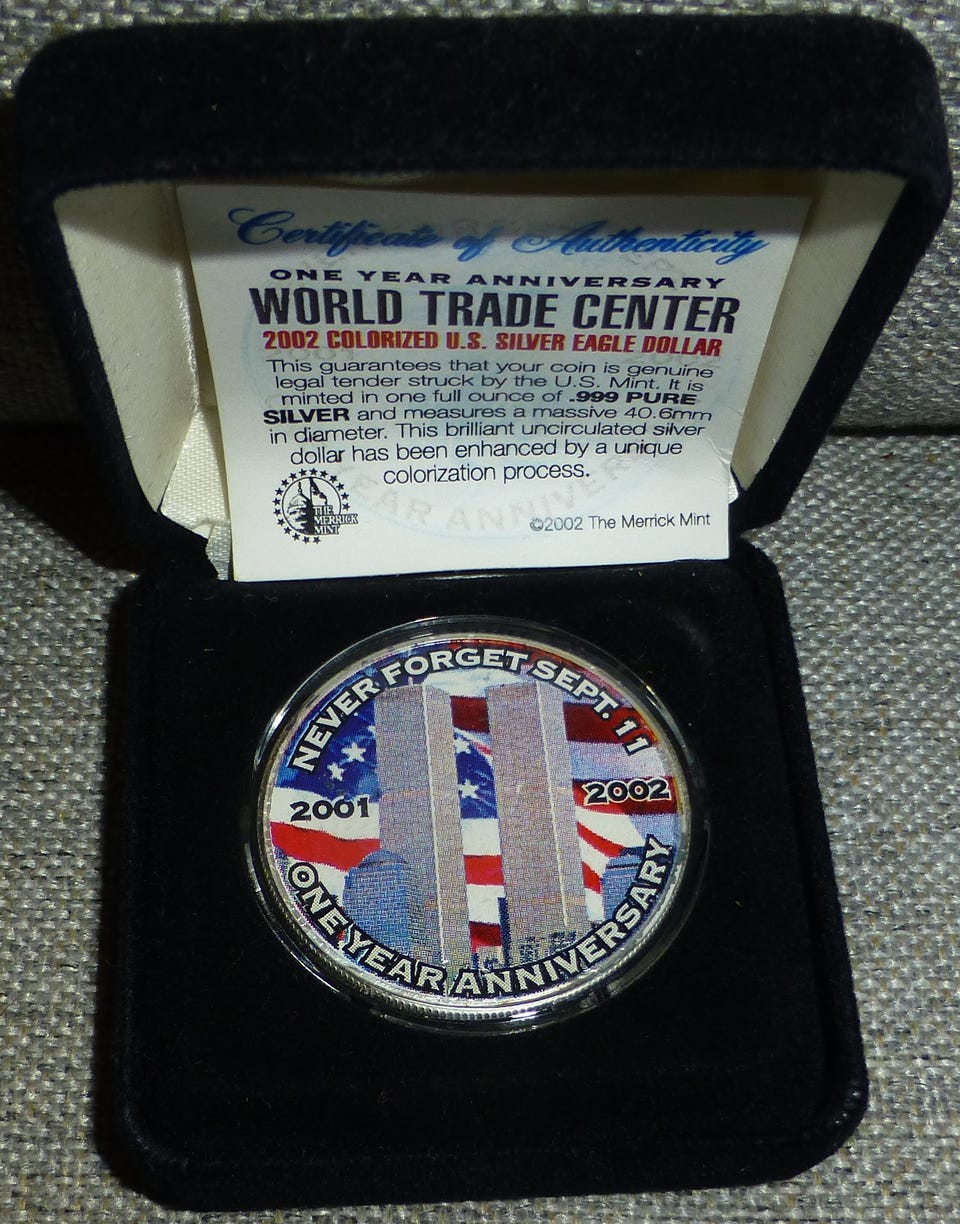 Certificate of Authenticity
ONE YEAR ANNIVERSARY
WORLD TRADE CENTER
2002 COLORIZED U.S. SILVER EAGLE DOLLAR
This guarantees that your coin is genuine
legal tender struck by the U.S. Mint. It is
minted in one full ounce of .999 PURE
SILVER and measures a massive 40.6mm
in diameter. This brilliant uncirculated silver
dollar has been enhanced by a unique
colorization process.
THE
MERRICK
MINT
©2002 The Merrick Mint
YEAR ANNIVER
NEVER FORGET SEPT. 11
2001
2002
ONE YEAR ANNIVERSARY